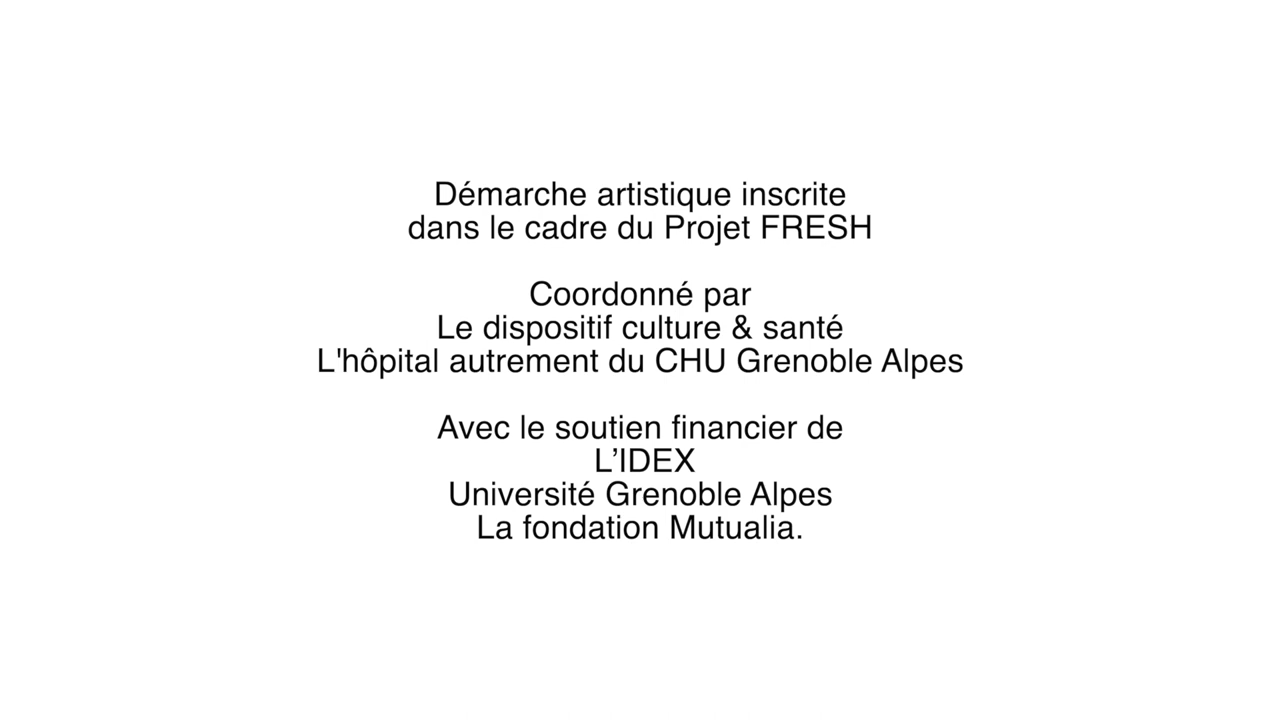 Démarche artistique inscrite
dans le cadre du Projet FRESH
Coordonné par
Le dispositif culture & santé
L'hôpital autrement du CHU Grenoble Alpes
Avec le soutien financier de
L’IDEX
Université Grenoble Alpes
La fondation Mutualia.